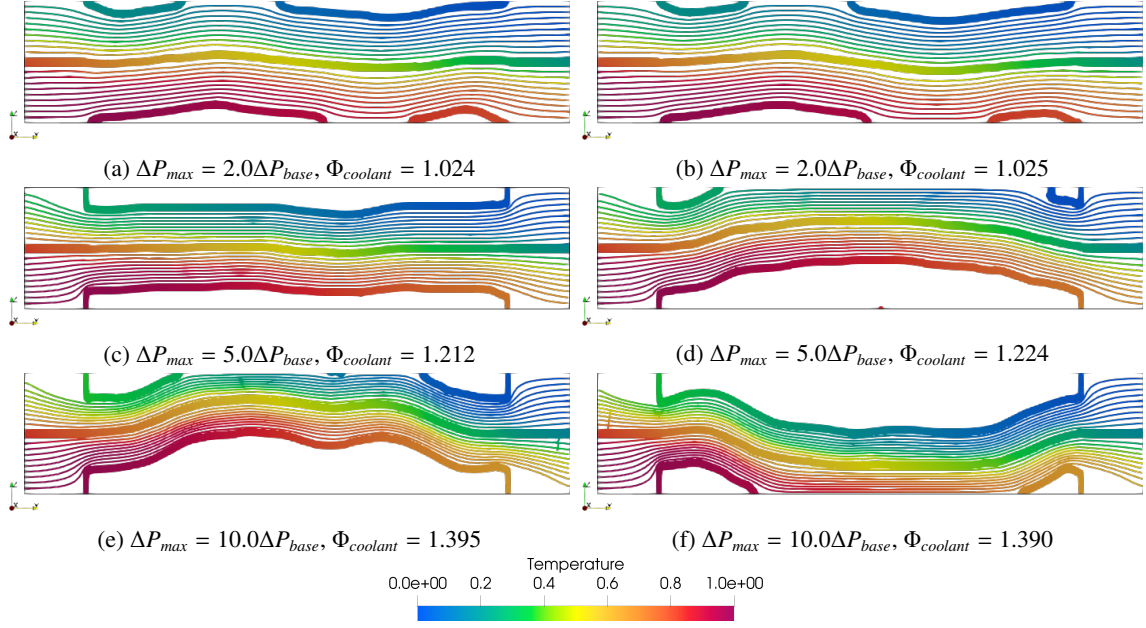 (a) ΔP_max = 2.0ΔP_base, Φ_coolant = 1.024
(b) ΔP_max = 2.0ΔP_base, Φ_coolant = 1.025
(c) ΔP_max = 5.0ΔP_base, Φ_coolant = 1.212
(d) ΔP_max = 5.0ΔP_base, Φ_coolant = 1.224
(e) ΔP_max = 10.0ΔP_base, Φ_coolant = 1.395
(f) ΔP_max = 10.0ΔP_base, Φ_coolant = 1.390
Temperature
0.0e+00 0.2 0.4 0.6 0.8 1.0e+00